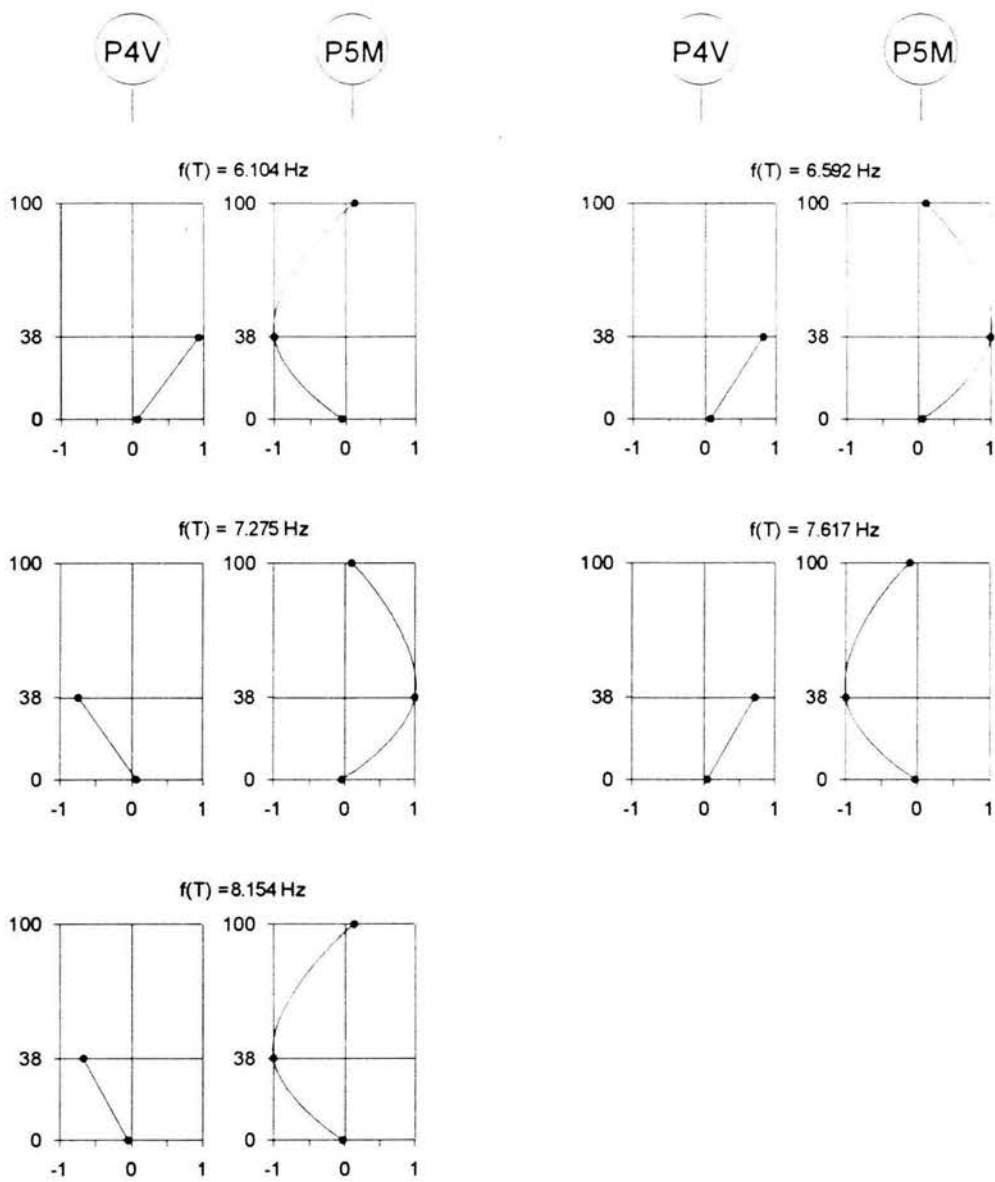 P4V P5M P4V P5M
f(T) = 6.104 Hz f(T) = 6.592 Hz
100 100 100 100
38 38 38 38
0 0 0 0
-1 0 1 -1 0 1 -1 0 1 -1 0 1
f(T) = 7.275 Hz f(T) = 7.617 Hz
100 100 100 100
38 38 38 38
0 0 0 0
-1 0 1 -1 0 1 -1 0 1 -1 0 1
f(T) =8.154 Hz
100 100
38 38
0 0
-1 0 1 -1 0 1